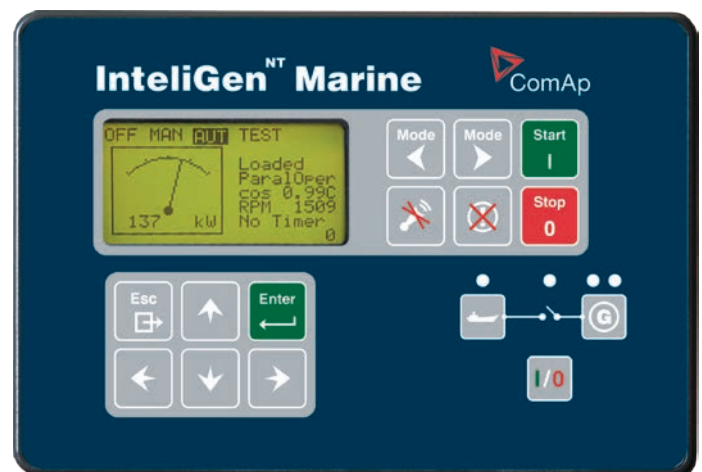 InteliGen NT Marine
ComAp
OFF MAN AUT TEST
Loaded
ParalOper
cos 0.99C
RPM 1509
No Timer
0
137 kW
Mode
Mode
Start
I
Stop
0
Esc
Enter
G
I/0